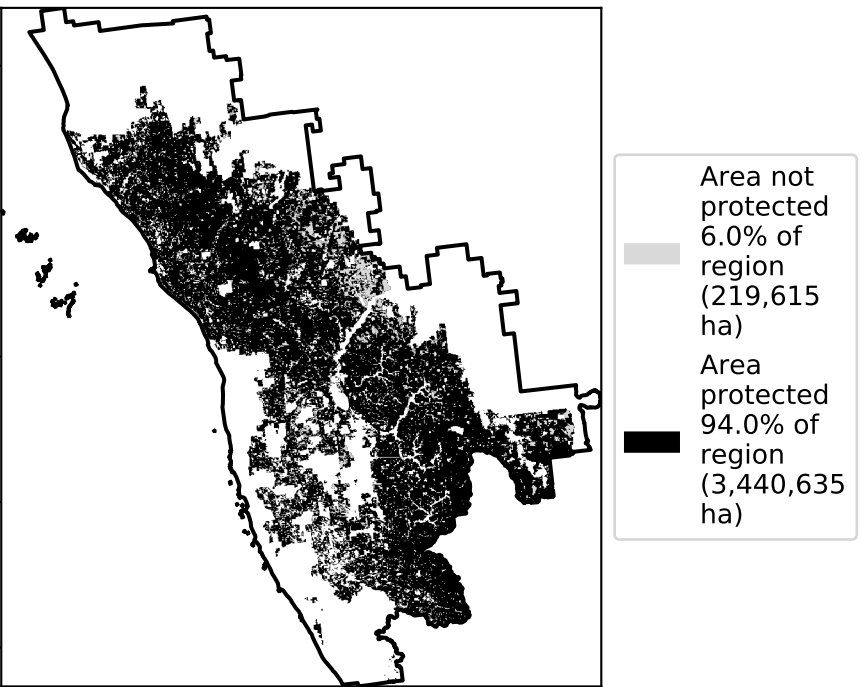 Area not
protected
6.0% of
region
(219,615
ha)
Area
protected
94.0% of
region
(3,440,635
ha)